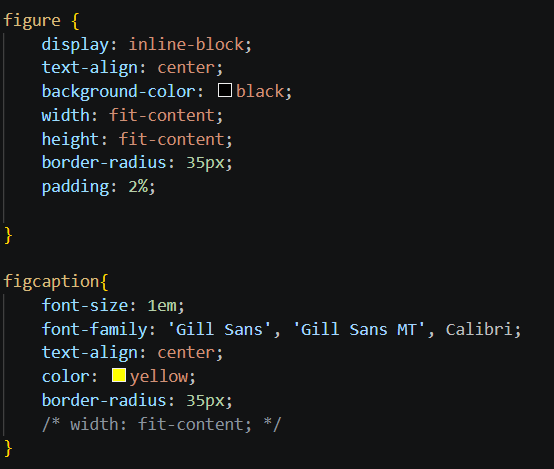 figure {
    display: inline-block;
    text-align: center;
    background-color: black;
    width: fit-content;
    height: fit-content;
    border-radius: 35px;
    padding: 2%;

}

figcaption{
    font-size: 1em;
    font-family: 'Gill Sans', 'Gill Sans MT', Calibri;
    text-align: center;
    color: yellow;
    border-radius: 35px;
    /* width: fit-content; */
}